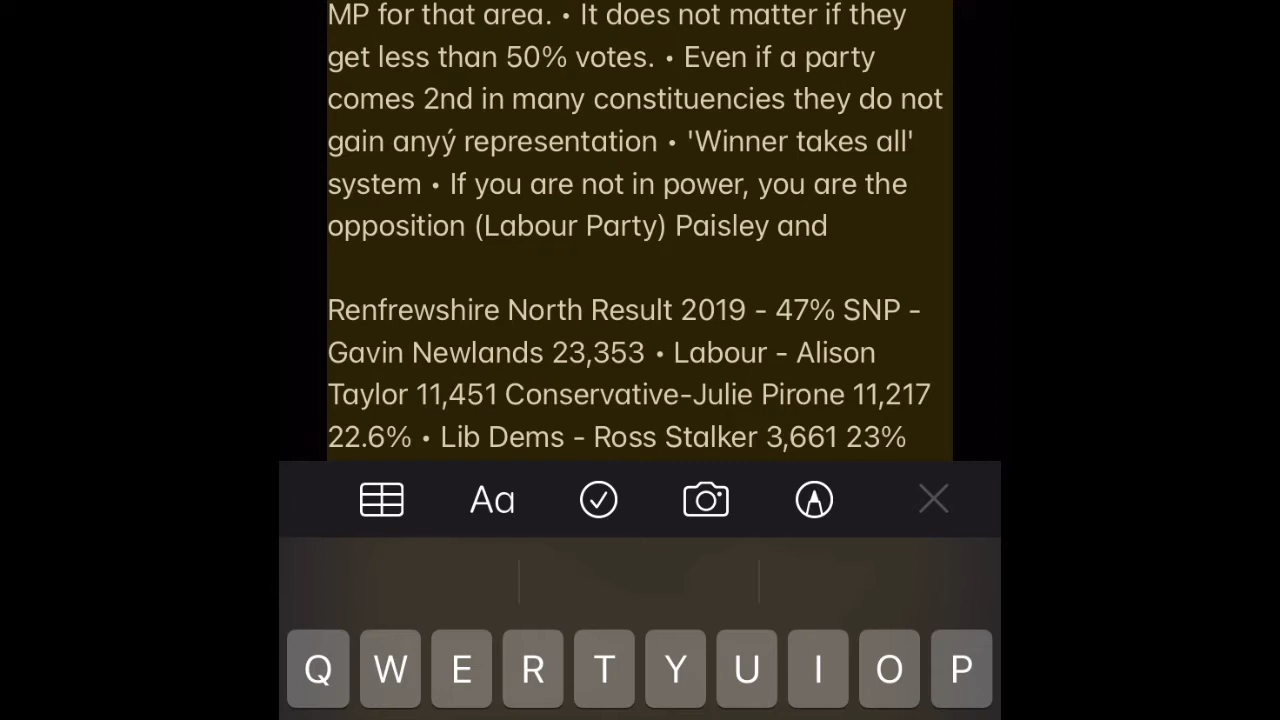 MP for that area. • It does not matter if they
get less than 50% votes. • Even if a party
comes 2nd in many constituencies they do not
gain anyý representation • 'Winner takes all'
system • If you are not in power, you are the
opposition (Labour Party) Paisley and
Renfrewshire North Result 2019 - 47% SNP -
Gavin Newlands 23,353 • Labour - Alison
Taylor 11,451 Conservative-Julie Pirone 11,217
22.6% • Lib Dems - Ross Stalker 3,661 23%
Aa
Q W E R T Y U I O P